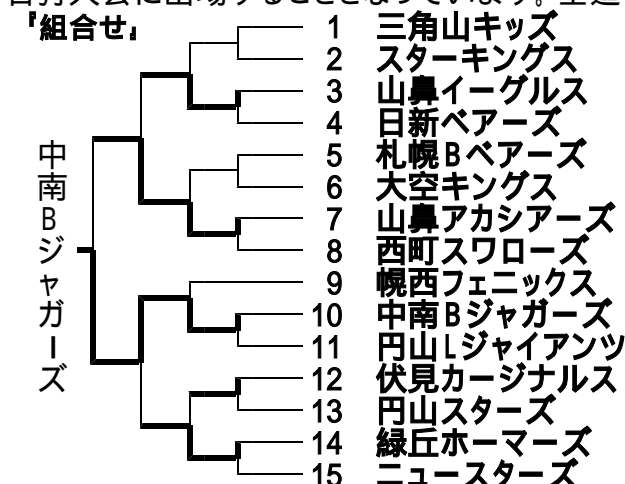 『組合せ』
1 三角山キッズ
2 スターキングス
3 山鼻イーグルス
4 日新ベアーズ
5 札幌Bベアーズ
6 大空キングス
7 山鼻アカシアーズ
8 西町スワローズ
9 幌西フェニックス
10 中南Bジャガーズ
11 円山Lジャイアンツ
12 伏見カージナルス
13 円山スターズ
14 緑丘ホーマーズ
15 ニュースターズ
中南Bジャガーズ